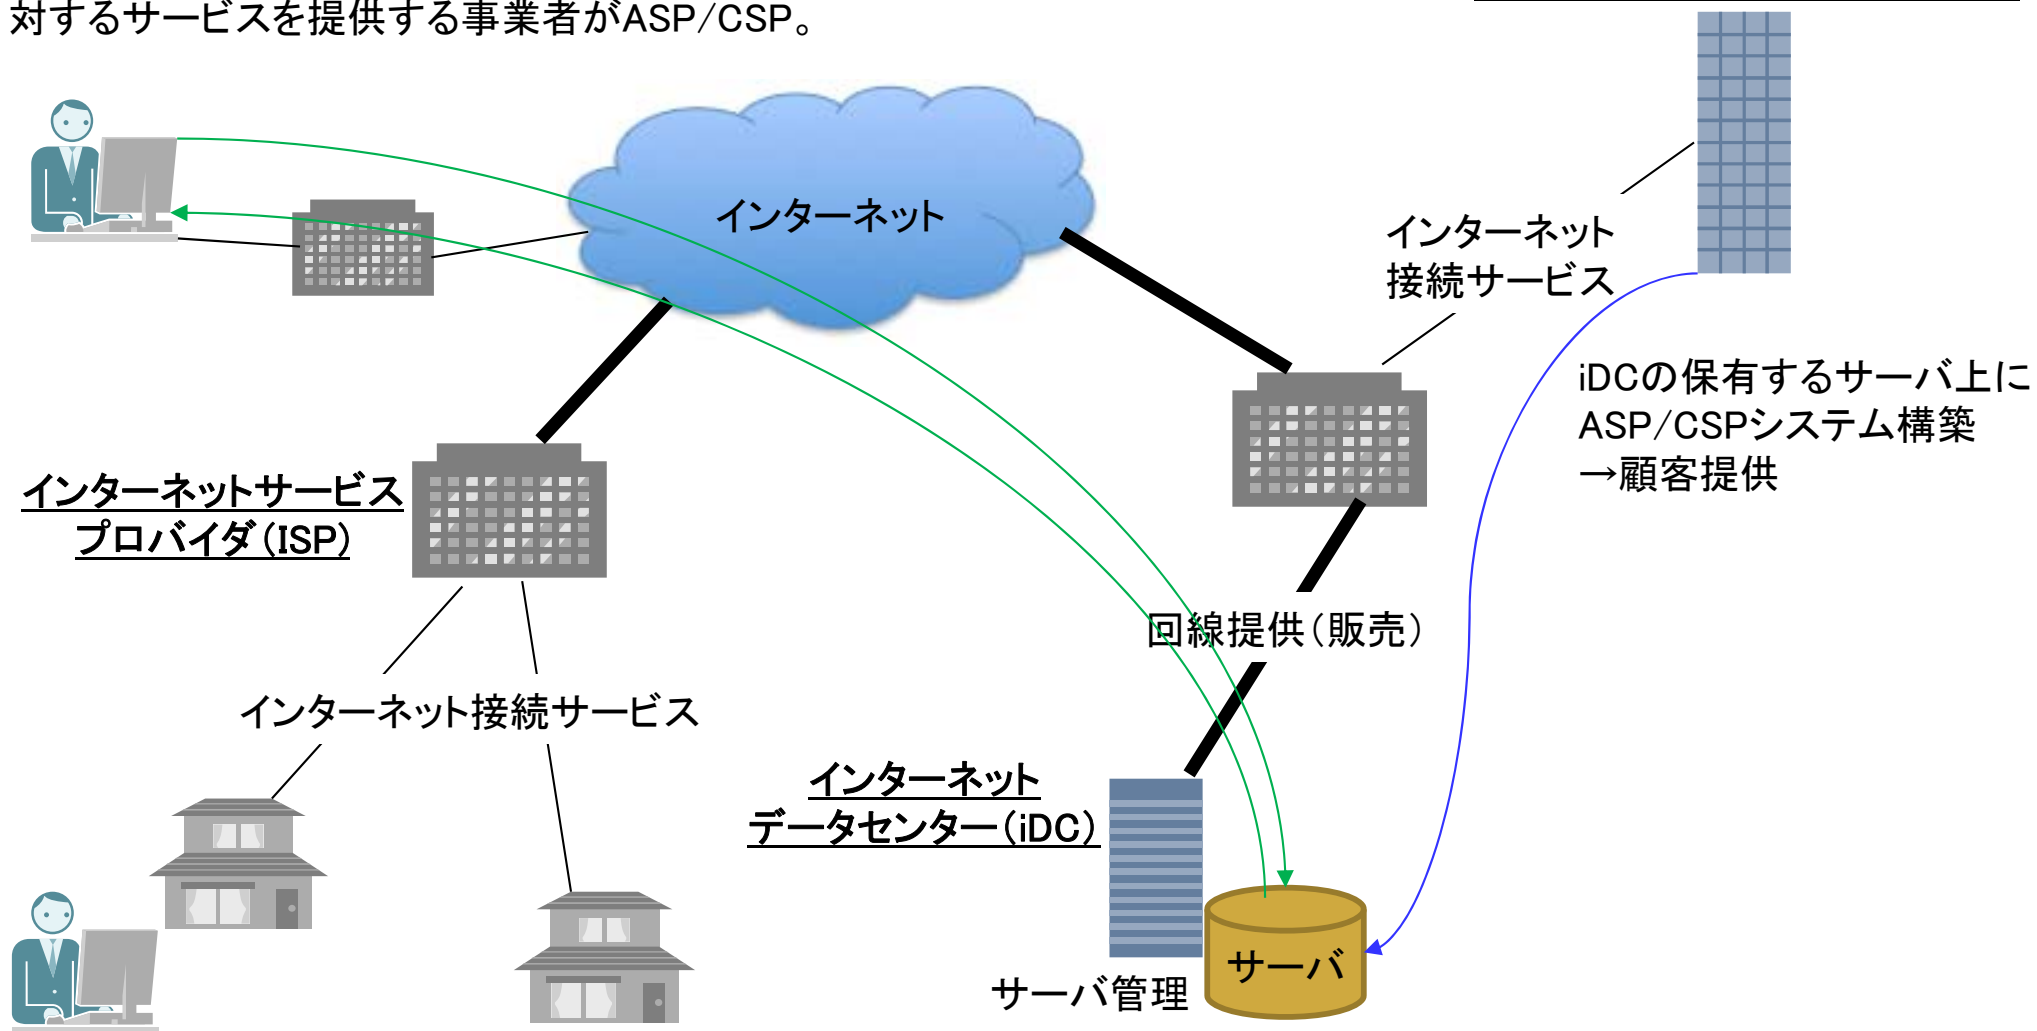 対するサービスを提供する事業者がASP/CSP。
インターネット
インターネット
接続サービス
iDCの保有するサーバ上に
ASP/CSPシステム構築
→顧客提供
インターネットサービス
プロバイダ(ISP)
回線提供(販売)
インターネット接続サービス
インターネット
データセンター(iDC)
サーバ
サーバ管理